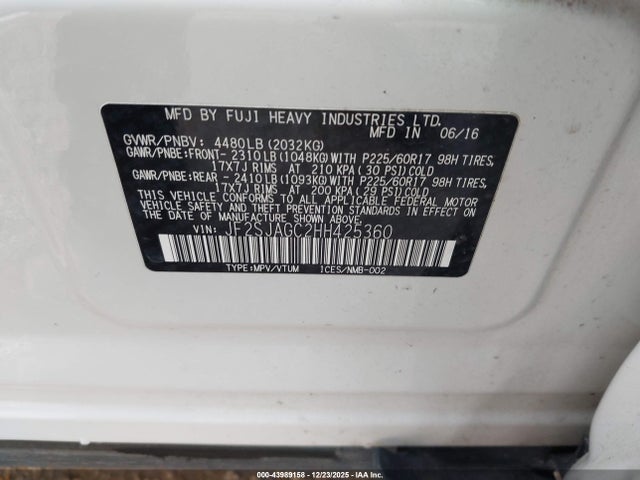 MFD BY FUJI HEAVY INDUSTRIES LTD.
MFD IN 06/16
GVWR/PNBV: 4480LB(2032KG)
GAWR/PNBE:FRONT- 2310LB(1048KG)WITH P225/60R17 98H TIRES,
17X7J RIMS AT 210 KPA(30 PSI)COLD
GAWR/PNBE:REAR - 2410LB(1093KG)WITH P225/60R17 98H TIRES,
17X7J RIMS AT 200 KPA(29 PSI)COLD
THIS VEHICLE CONFORMS TO ALL APPLICABLE FEDERAL MOTOR
VEHICLE SAFETY STANDARDS IN EFFECT ON THE DATE OF
MANUFACTURE SHOWN ABOVE.
VIN: JF2SJAGC2HH425360
TYPE:MPV/VTUM ICES/NMB-002
000-43989158 - 12/23/2025 - IAA Inc.